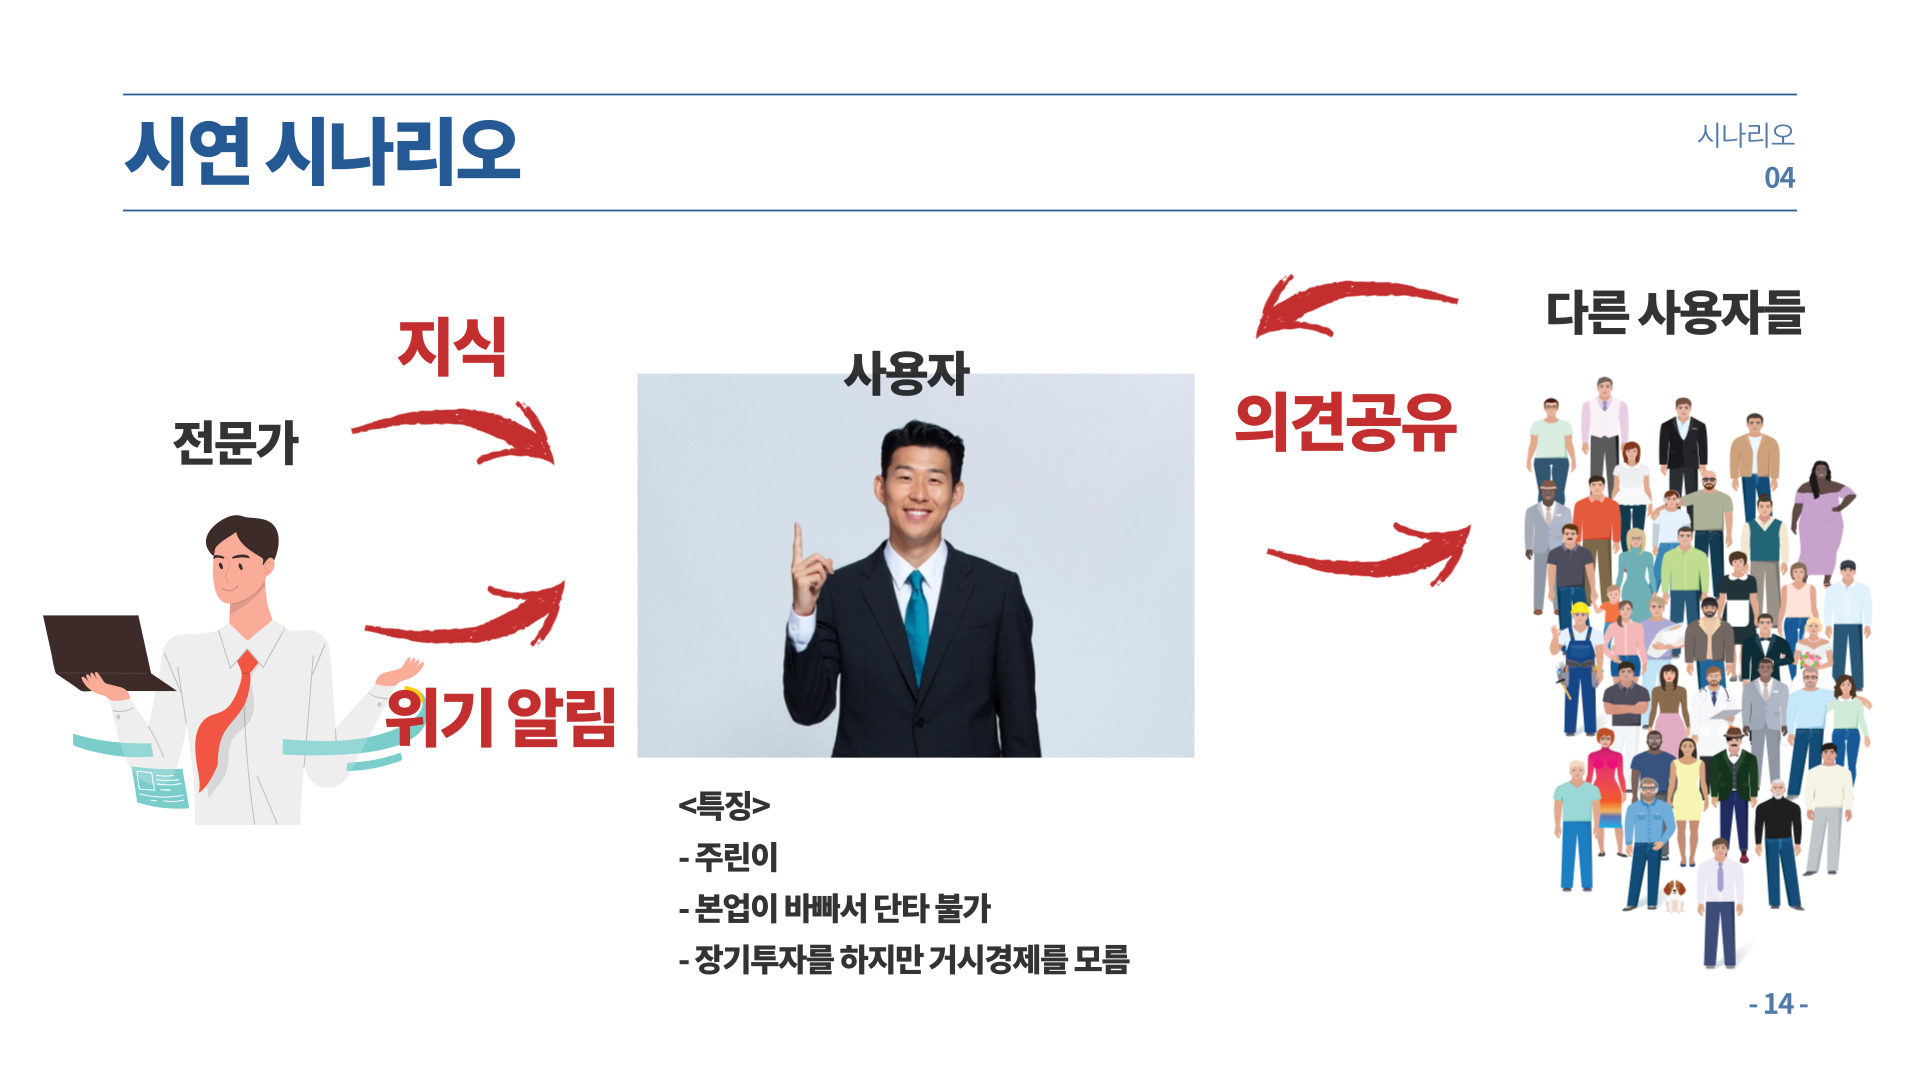 시연 시나리오
시나리오
04
지식
전문가
위기 알림
사용자
<특징>
- 주린이
- 본업이 바빠서 단타 불가
- 장기투자를 하지만 거시경제를 모름
의견공유
다른 사용자들
- 14 -